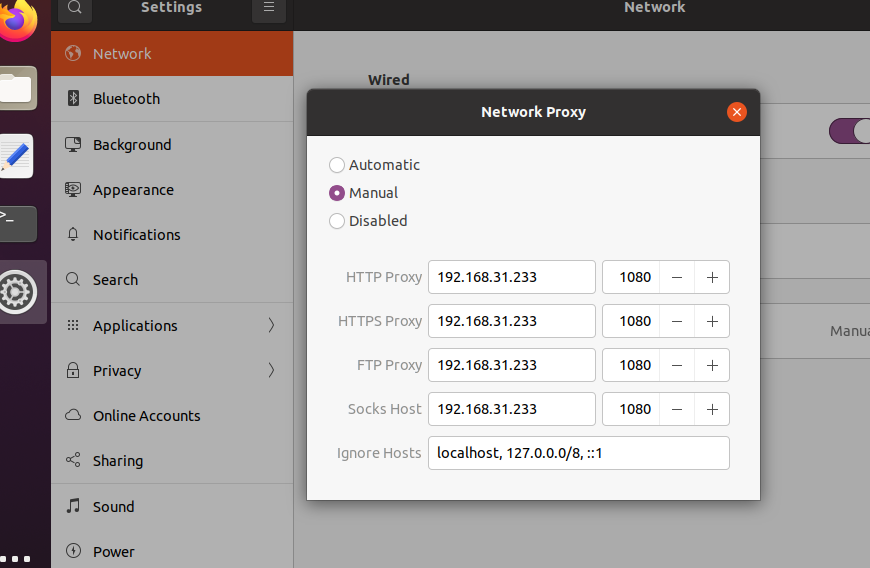 Settings
Network
Network
Bluetooth
Background
Appearance
Notifications
Search
Applications
Privacy
Online Accounts
Sharing
Sound
Power
Wired
Network Proxy
Automatic
Manual
Disabled
HTTP Proxy 192.168.31.233 1080 − +
HTTPS Proxy 192.168.31.233 1080 − +
FTP Proxy 192.168.31.233 1080 − +
Socks Host 192.168.31.233 1080 − +
Ignore Hosts localhost, 127.0.0.0/8, ::1
Manua
>_